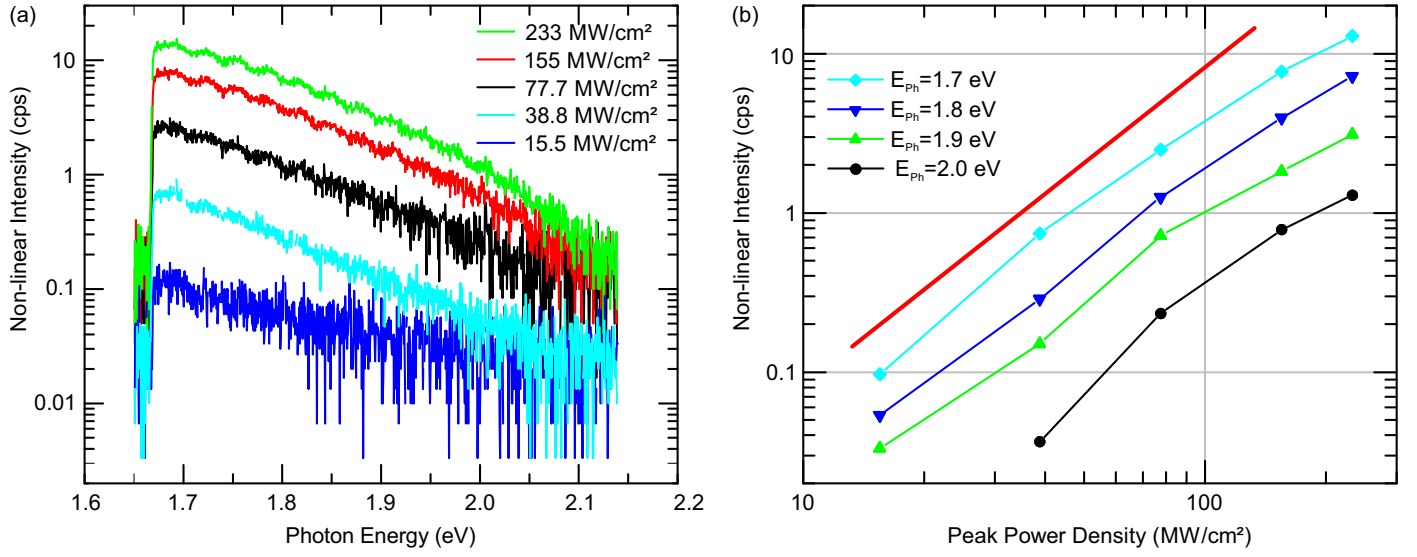 (a)
Non-linear Intensity (cps)
10
1
0.1
0.01
233 MW/cm²
155 MW/cm²
77.7 MW/cm²
38.8 MW/cm²
15.5 MW/cm²
1.6 1.7 1.8 1.9 2.0 2.1 2.2
Photon Energy (eV)
(b)
Non-linear Intensity (cps)
10
1
0.1
E_Ph=1.7 eV
E_Ph=1.8 eV
E_Ph=1.9 eV
E_Ph=2.0 eV
10 100
Peak Power Density (MW/cm²)